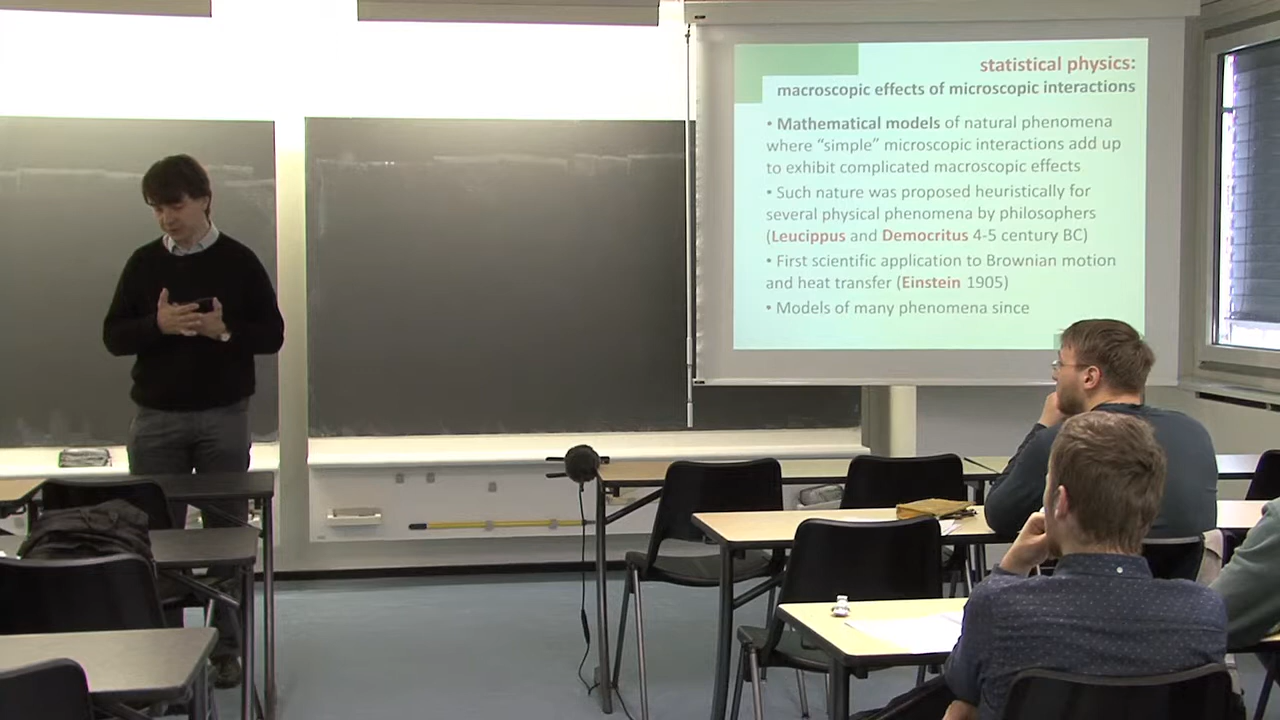 statistical physics:
macroscopic effects of microscopic interactions
• Mathematical models of natural phenomena
where “simple” microscopic interactions add up
to exhibit complicated macroscopic effects
• Such nature was proposed heuristically for
several physical phenomena by philosophers
(Leucippus and Democritus 4-5 century BC)
• First scientific application to Brownian motion
and heat transfer (Einstein 1905)
• Models of many phenomena since